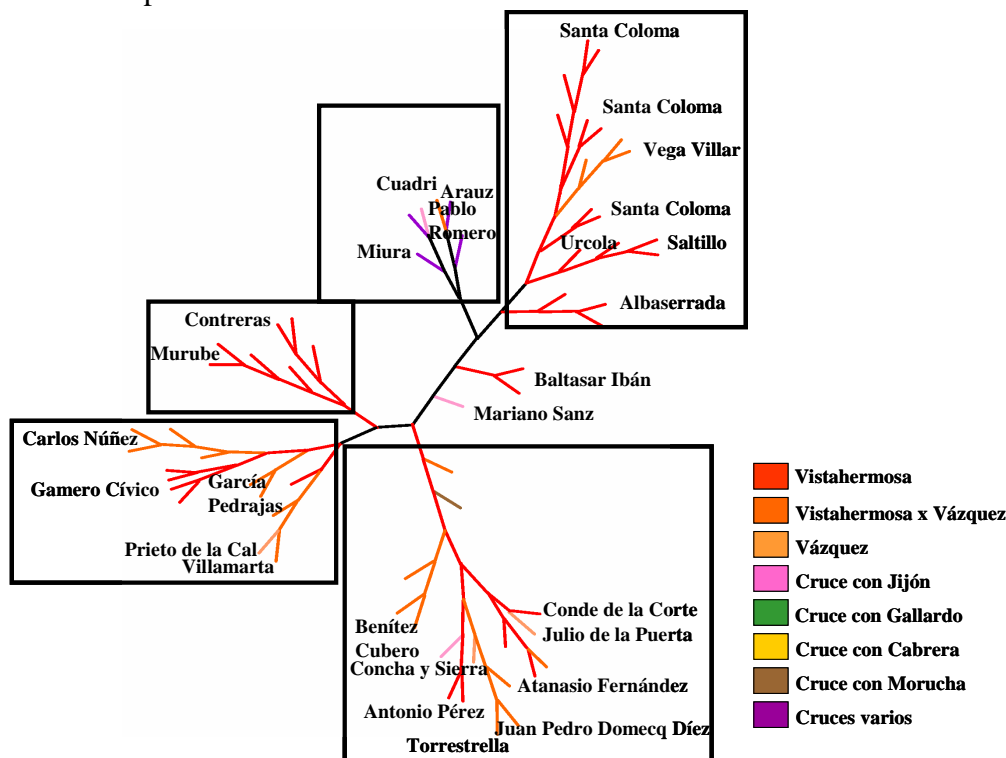 Santa Coloma
Santa Coloma
Vega Villar
Cuadri
Arauz
Pablo
Romero
Santa Coloma
Urcola
Saltillo
Miura
Albaserrada
Contreras
Murube
Baltasar Ibán
Mariano Sanz
Carlos Núñez
Gamero Cívico
García
Pedrajas
Prieto de la Cal
Villamarta
Conde de la Corte
Benítez
Cubero
Julio de la Puerta
Concha y Sierra
Atanasio Fernández
Antonio Pérez
Juan Pedro Domecq Díez
Torrestrella
Vistahermosa
Vistahermosa x Vázquez
Vázquez
Cruce con Jijón
Cruce con Gallardo
Cruce con Cabrera
Cruce con Morucha
Cruces varios